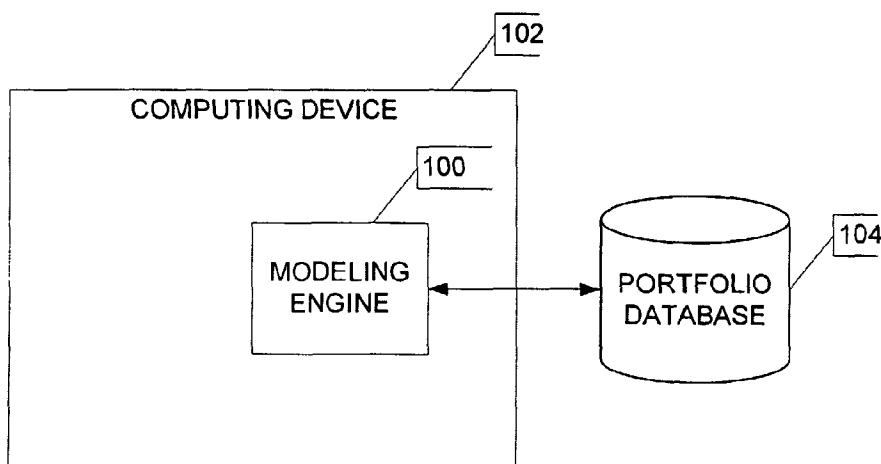 102
COMPUTING DEVICE
100
MODELING
ENGINE
104
PORTFOLIO
DATABASE